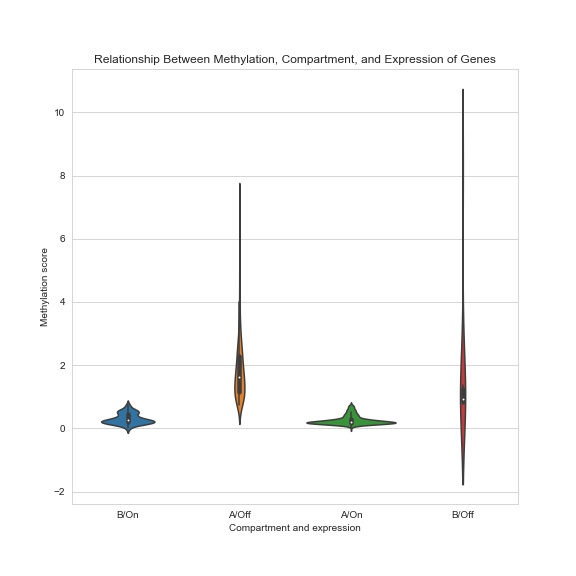 Relationship Between Methylation, Compartment, and Expression of Genes
10
8
6
4
2
0
−2
Methylation score
B/On A/Off A/On B/Off
Compartment and expression